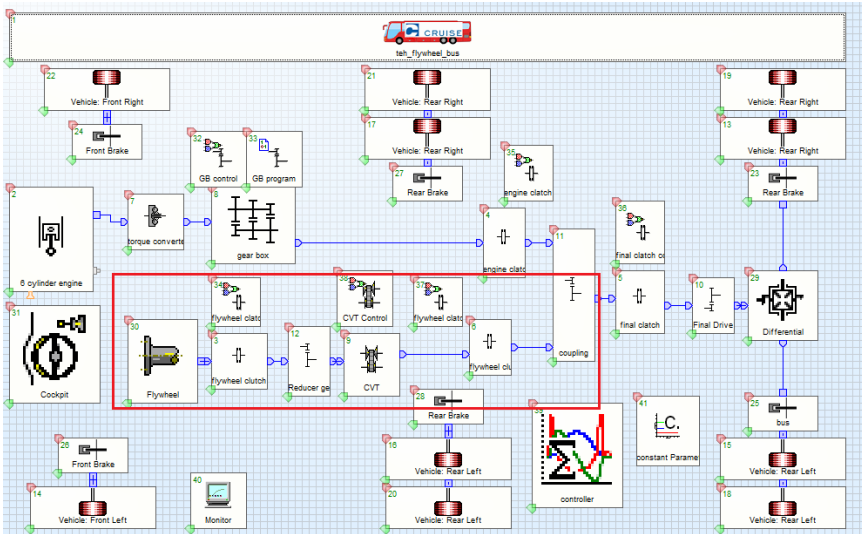 1
CRUISE
teh_flywheel_bus
22
Vehicle: Front Right
21
Vehicle: Rear Right
19
Vehicle: Rear Right
24
Front Brake
32
GB control
33
GB program
17
Vehicle: Rear Right
13
Vehicle: Rear Right
27
Rear Brake
35
engine clatch
23
Rear Brake
2
6 cylinder engine
7
torque converte
8
gear box
4
engine clatc
11
coupling
36
final clatch co
31
Cockpit
34
flywheel clatc
38
CVT Control
37
flywheel clatc
5
final clatch
10
Final Drive
29
Differential
30
Flywheel
3
flywheel clutch
12
Reducer ge
9
CVT
6
flywheel clu
28
Rear Brake
39
controller
41
C.
constant Parame
25
bus
26
Front Brake
16
Vehicle: Rear Left
15
Vehicle: Rear Left
14
Vehicle: Front Left
40
Monitor
20
Vehicle: Rear Left
18
Vehicle: Rear Left